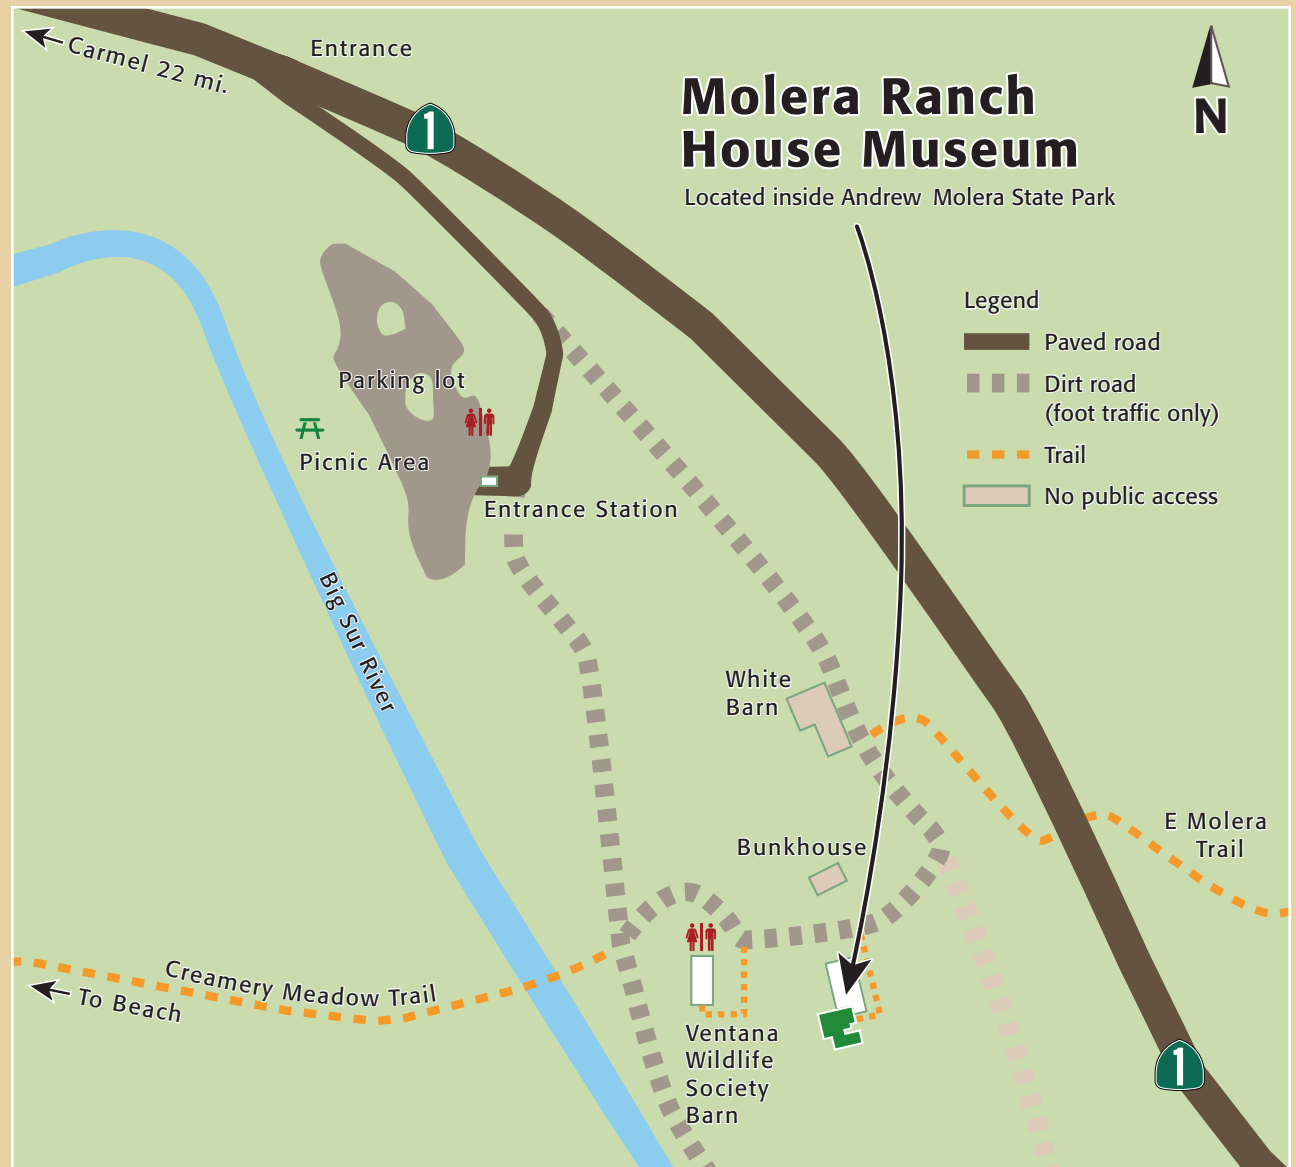 Carmel 22 mi.
Entrance
1
Molera Ranch
House Museum
Located inside Andrew Molera State Park
N
Legend
Paved road
Dirt road
(foot traffic only)
Trail
No public access
Parking lot
Picnic Area
Entrance Station
Big Sur River
White
Barn
Bunkhouse
E Molera
Trail
Creamery Meadow Trail
To Beach
Ventana
Wildlife
Society
Barn
1